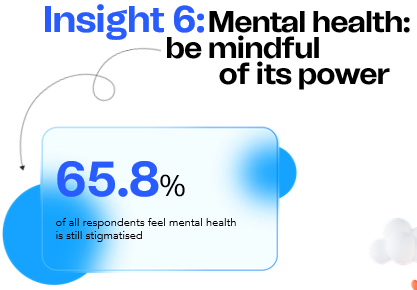 Insight 6: Mental health:
be mindful
of its power
65.8%
of all respondents feel mental health
is still stigmatised